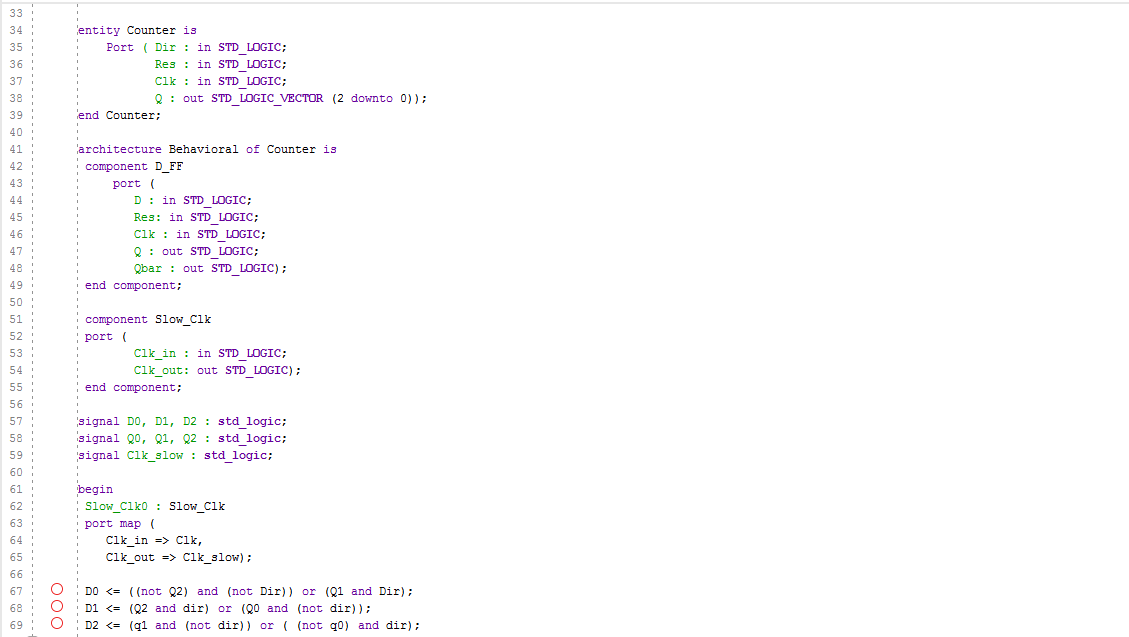 33
34 entity Counter is
35 Port ( Dir : in STD_LOGIC;
36 Res : in STD_LOGIC;
37 Clk : in STD_LOGIC;
38 Q : out STD_LOGIC_VECTOR (2 downto 0));
39 end Counter;
40
41 architecture Behavioral of Counter is
42 component D_FF
43 port (
44 D : in STD_LOGIC;
45 Res: in STD_LOGIC;
46 Clk : in STD_LOGIC;
47 Q : out STD_LOGIC;
48 Qbar : out STD_LOGIC);
49 end component;
50
51 component Slow_Clk
52 port (
53 Clk_in : in STD_LOGIC;
54 Clk_out: out STD_LOGIC);
55 end component;
56
57 signal D0, D1, D2 : std_logic;
58 signal Q0, Q1, Q2 : std_logic;
59 signal Clk_slow : std_logic;
60
61 begin
62 Slow_Clk0 : Slow_Clk
63 port map (
64 Clk_in => Clk,
65 Clk_out => Clk_slow);
66
67 D0 <= ((not Q2) and (not Dir)) or (Q1 and Dir);
68 D1 <= (Q2 and dir) or (Q0 and (not dir));
69 D2 <= (q1 and (not dir)) or ( (not q0) and dir);